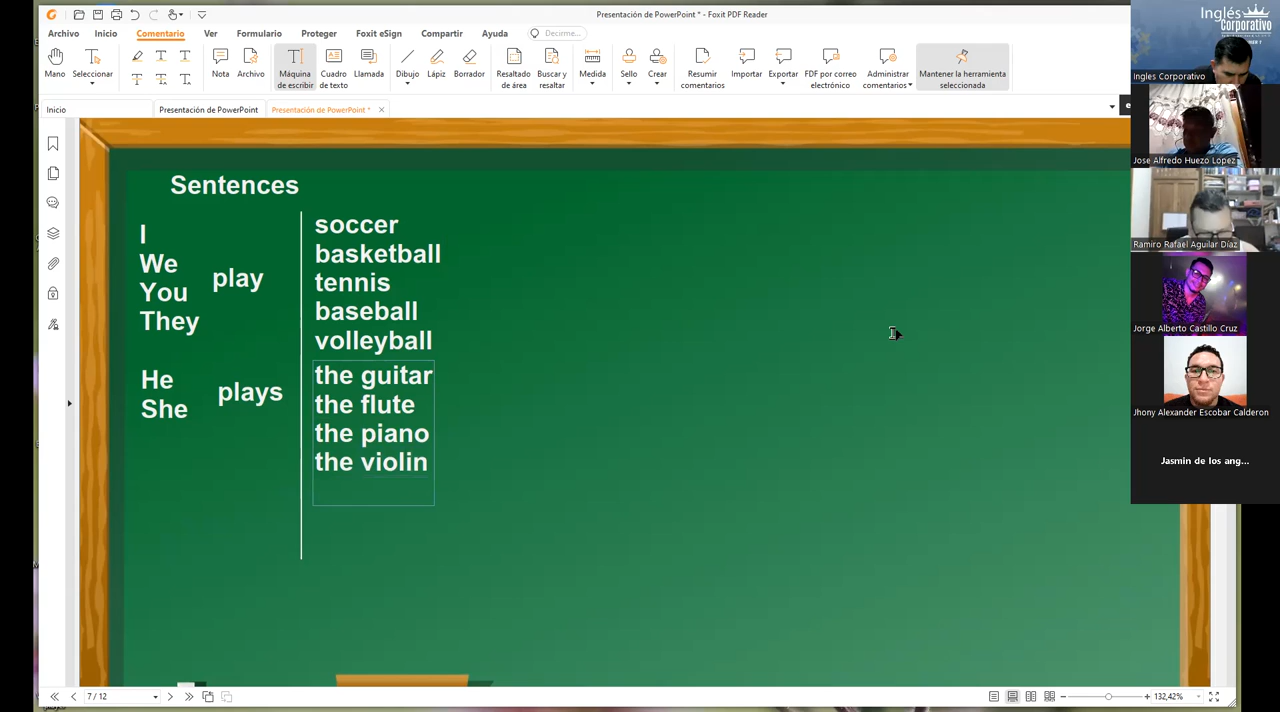 Presentación de PowerPoint * - Foxit PDF Reader
Archivo Inicio Comentario Ver Formulario Proteger Foxit eSign Compartir Ayuda Decirme...
Mano Seleccionar Nota Archivo Máquina de escribir Cuadro de texto Llamada Dibujo Lápiz Borrador Resaltado de área Buscar y resaltar Medida Sello Crear Resumir comentarios Importar Exportar PDF por correo electrónico Administrar comentarios Mantener la herramienta seleccionada
Inicio Presentación de PowerPoint Presentación de PowerPoint *
Sentences
I
We
You
They
play
He
She
plays
soccer
basketball
tennis
baseball
volleyball
the guitar
the flute
the piano
the violin
Inglés
Corporativo
Ingles Corporativo
Jose Alfredo Huezo Lopez
Ramiro Rafael Aguilar Díaz
Jorge Alberto Castillo Cruz
Jhony Alexander Escobar Calderon
Jasmin de los ang...
7 / 12
132,42%